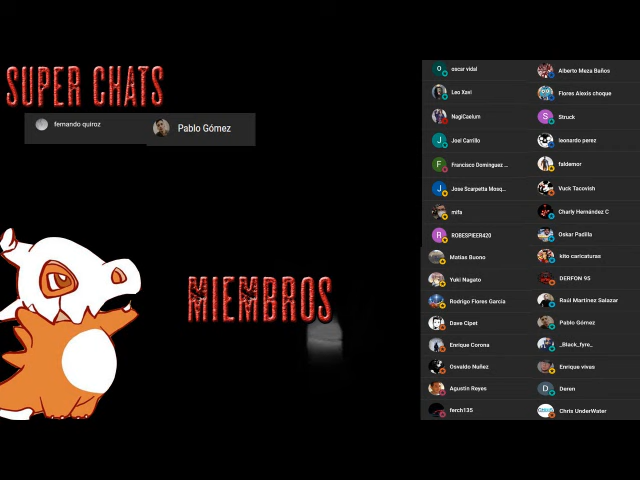 SUPER CHATS
fernando quiroz
Pablo Gómez
MIEMBROS
oscar vidal
Leo Xavi
NagiCaelum
Joel Carrillo
Francisco Dominguez ...
Jose Scarpetta Mosq...
mifa
ROBESPIEER420
Matias Buono
Yuki Nagato
Rodrigo Flores Garcia
Dave Cipet
Enrique Corona
Osvaldo Nuñez
Agustin Reyes
ferch135
Alberto Meza Baños
Flores Alexis choque
Struck
leonardo perez
faldemor
Vuck Tacovish
Charly Hernández C
Oskar Padilla
kito caricaturas
DERFON 95
Raúl Martínez Salazar
Pablo Gómez
_Black_fyre_
Enrique vivas
Deren
Chris UnderWater